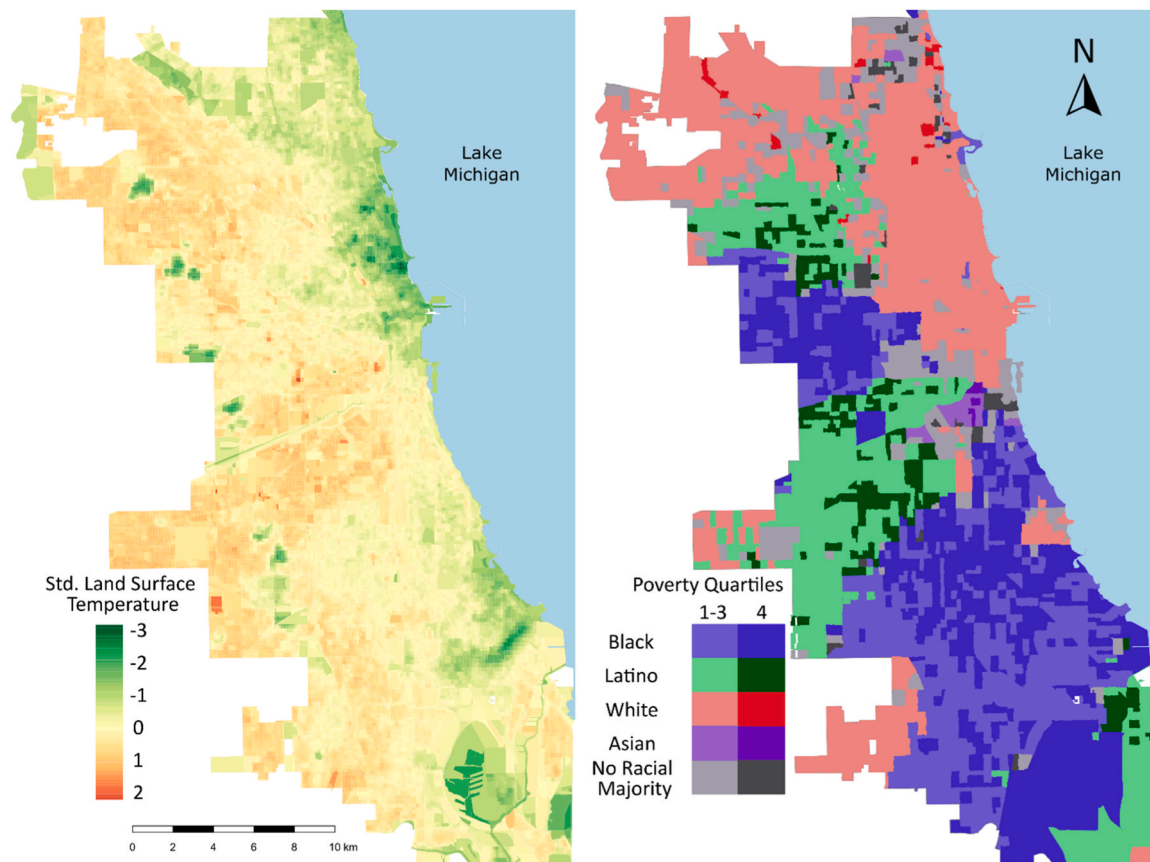 Lake
Michigan
Std. Land Surface
Temperature
-3
-2
-1
0
1
2
0 2 4 6 8 10 km
N
Lake
Michigan
Poverty Quartiles
1-3 4
Black
Latino
White
Asian
No Racial
Majority